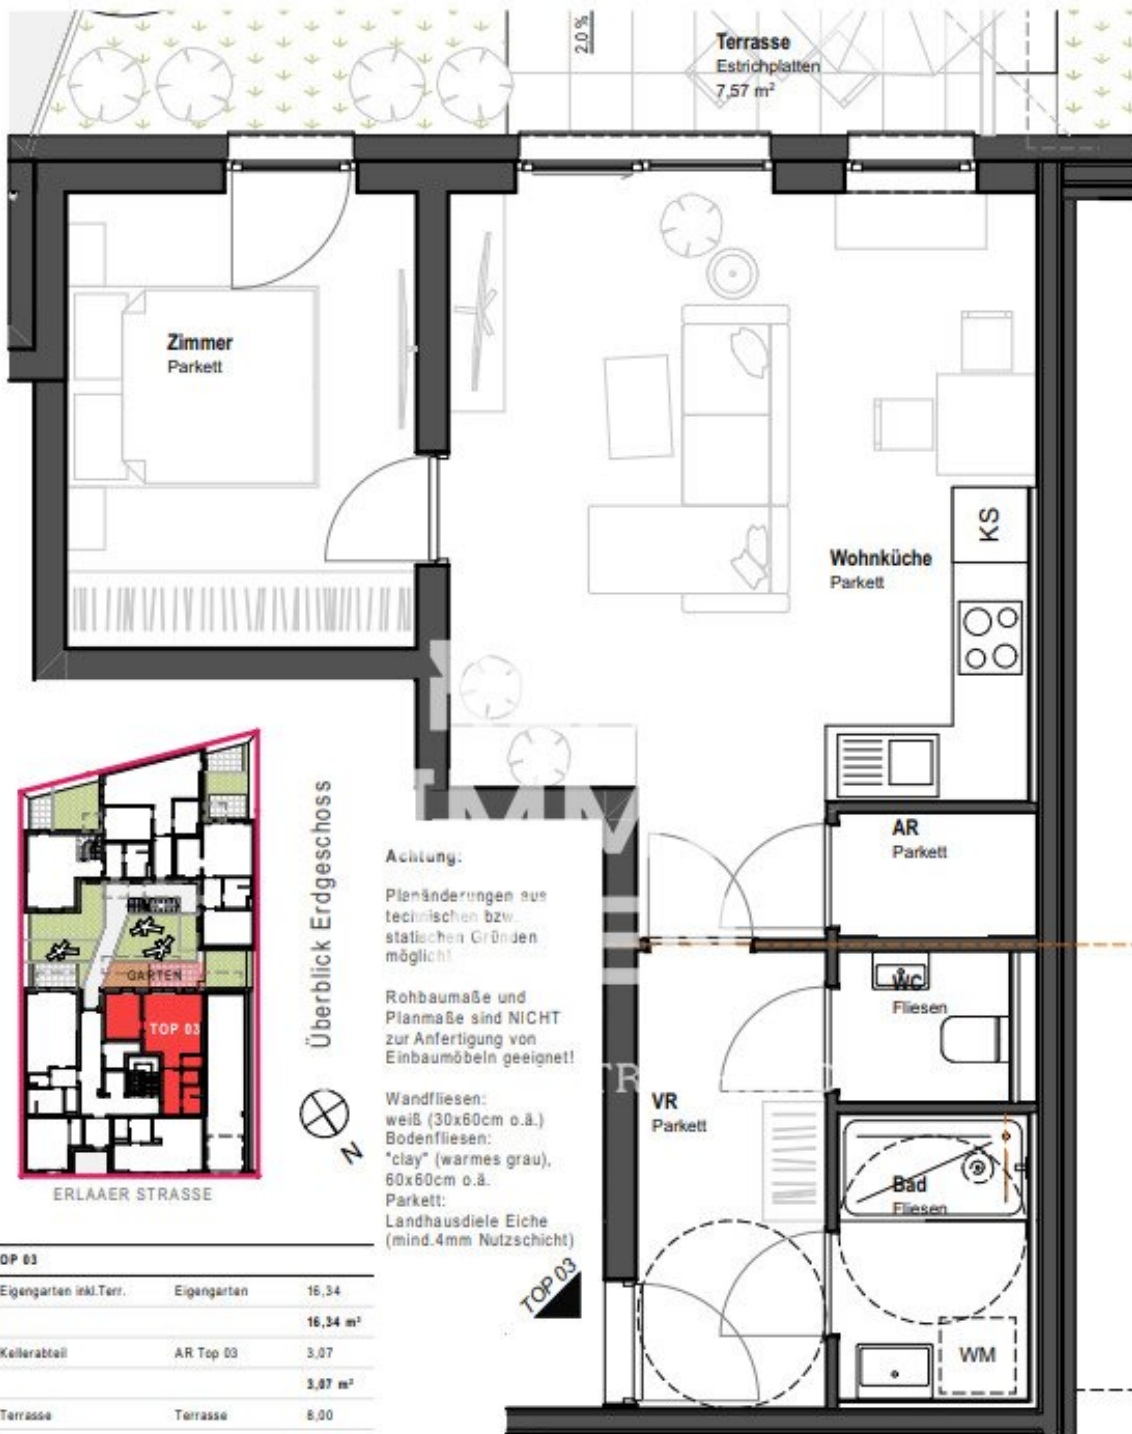 2,0 %
Terrasse
Estrichplatten
7,57 m²
Zimmer
Parkett
KS
Wohnküche
Parkett
IMM
AR
Parkett
WC
Fliesen
VR
Parkett
Bad
Fliesen
WM
TOP 03
Überblick Erdgeschoss
GARTEN
TOP 03
N
ERLAAER STRASSE
Achtung:
Planänderungen aus
technischen bzw.
statischen Gründen
möglich!
Rohbaumaße und
Planmaße sind NICHT
zur Anfertigung von
Einbaumöbeln geeignet!
Wandfliesen:
weiß (30x60cm o.ä.)
Bodenfliesen:
"clay" (warmes grau),
60x60cm o.ä.
Parkett:
Landhausdiele Eiche
(mind.4mm Nutzschicht)
OP 03
Eigengarten inkl.Terr. Eigengarten 16,34
16,34 m²
Kellerabteil AR Top 03 3,07
3,07 m²
Terrasse Terrasse 8,00